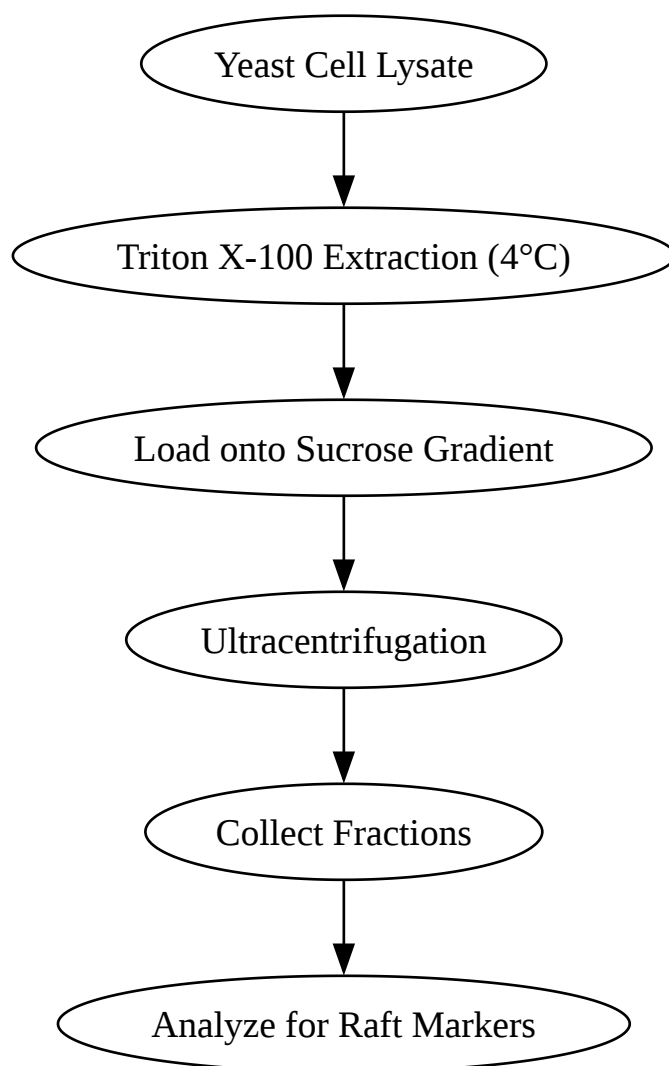 Yeast Cell Lysate
Triton X-100 Extraction (4°C)
Load onto Sucrose Gradient
Ultracentrifugation
Collect Fractions
Analyze for Raft Markers